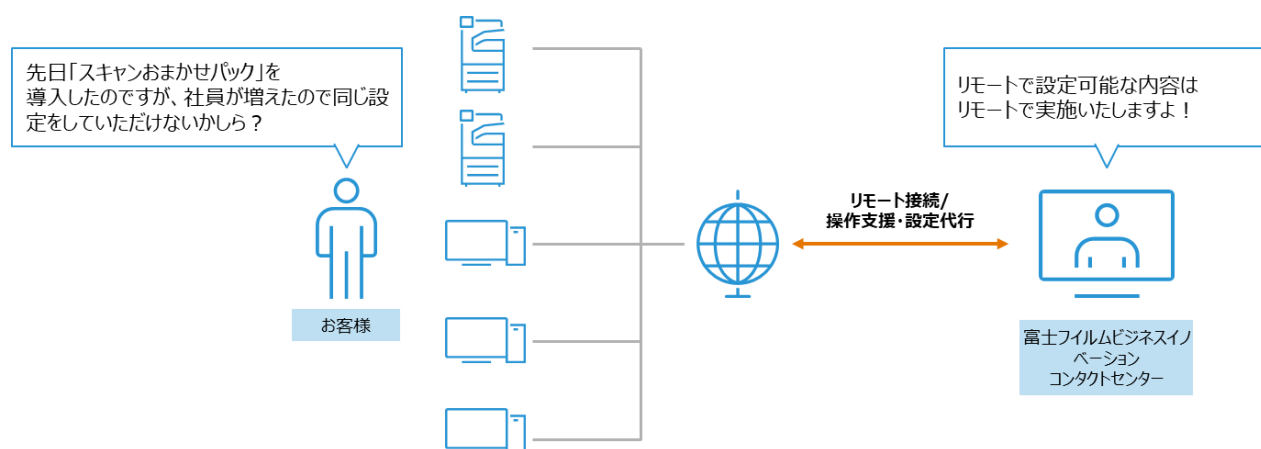 先日「スキャンおまかせパック」を
導入したのですが、社員が増えたので同じ設
定をしていただけないかしら？
お客様
リモート接続/
操作支援・設定代行
リモートで設定可能な内容は
リモートで実施いたしますよ！
富士フイルムビジネスイノ
ベーション
コンタクトセンター